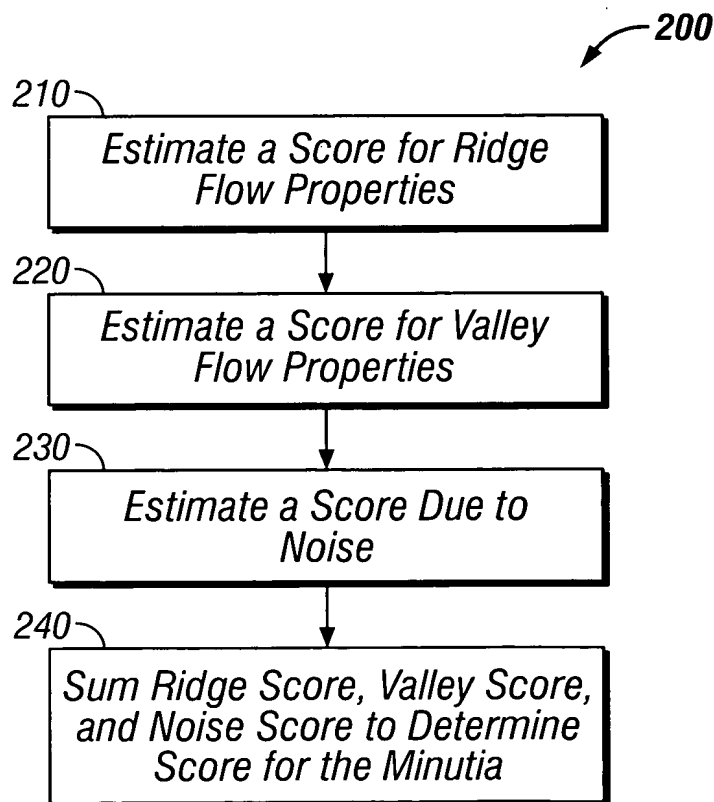 200
210
Estimate a Score for Ridge
Flow Properties
220
Estimate a Score for Valley
Flow Properties
230
Estimate a Score Due to
Noise
240
Sum Ridge Score, Valley Score,
and Noise Score to Determine
Score for the Minutia